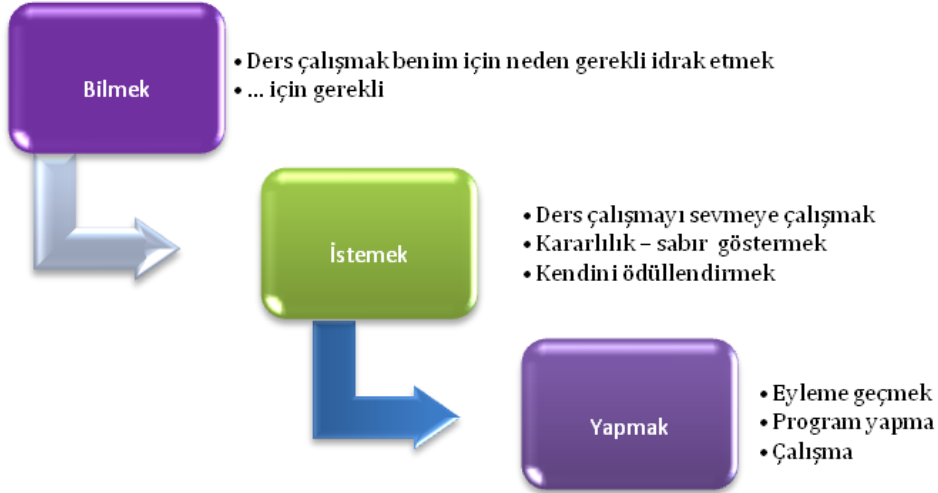 Bilmek
• Ders çalışmak benim için neden gerekli idrak etmek
• ... için gerekli
İstemek
• Ders çalışmayı sevmeye çalışmak
• Kararlılık – sabır göstermek
• Kendini ödüllendirmek
Yapmak
• Eyleme geçmek
• Program yapma
• Çalışma